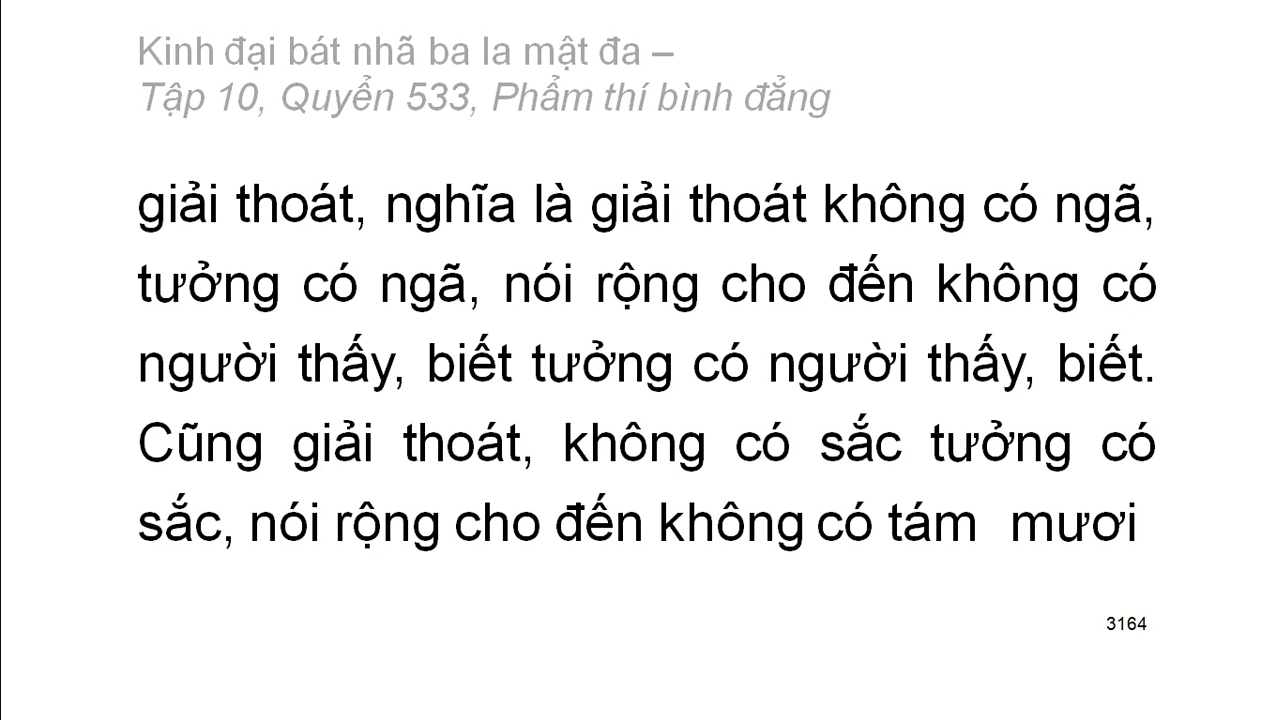 Kinh đại bát nhã ba la mật đa –
Tập 10, Quyển 533, Phẩm thí bình đẳng
giải thoát, nghĩa là giải thoát không có ngã,
tưởng có ngã, nói rộng cho đến không có
người thấy, biết tưởng có người thấy, biết.
Cũng giải thoát, không có sắc tưởng có
sắc, nói rộng cho đến không có tám mươi
3164